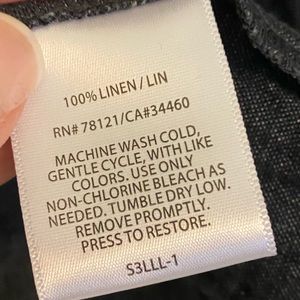 100% LINEN / LIN
RN# 78121/CA#34460
MACHINE WASH COLD,
GENTLE CYCLE, WITH LIKE
COLORS. USE ONLY
NON-CHLORINE BLEACH AS
NEEDED. TUMBLE DRY LOW.
REMOVE PROMPTLY.
PRESS TO RESTORE.
S3LLL-1